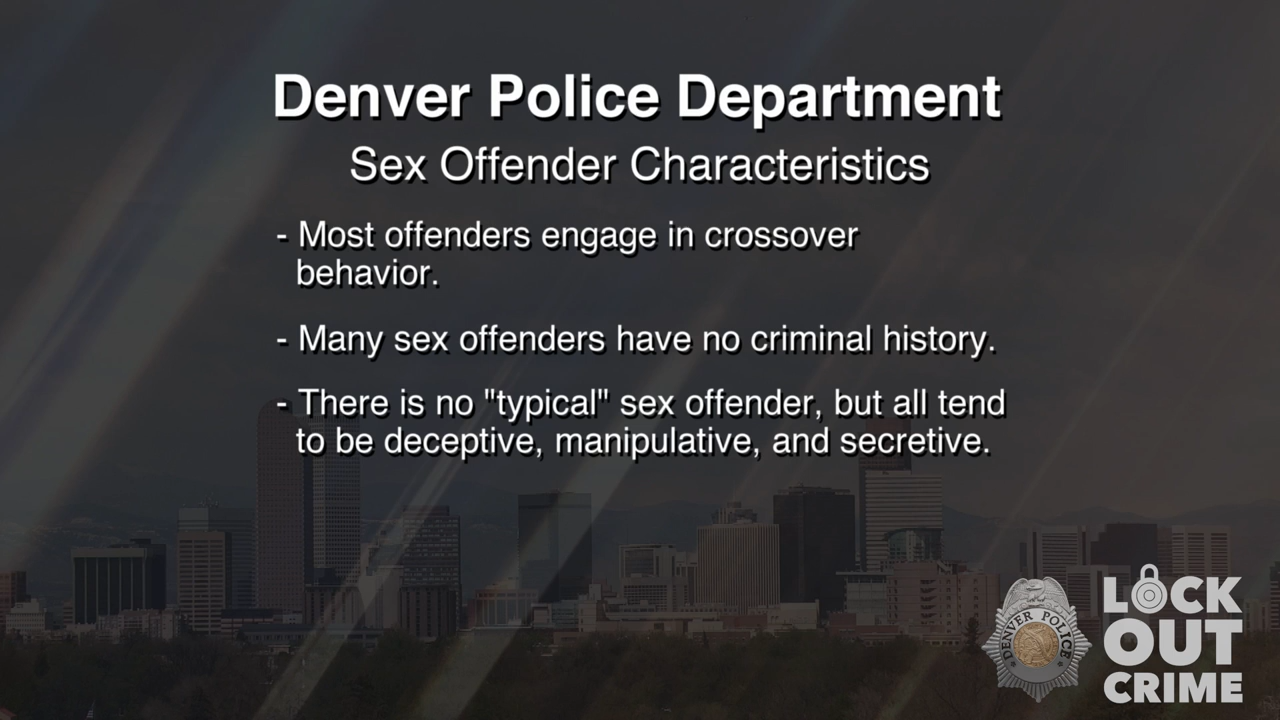 Denver Police Department
Sex Offender Characteristics
- Most offenders engage in crossover
behavior.
- Many sex offenders have no criminal history.
- There is no "typical" sex offender, but all tend
to be deceptive, manipulative, and secretive.
DENVER POLICE
LOCK
OUT
CRIME